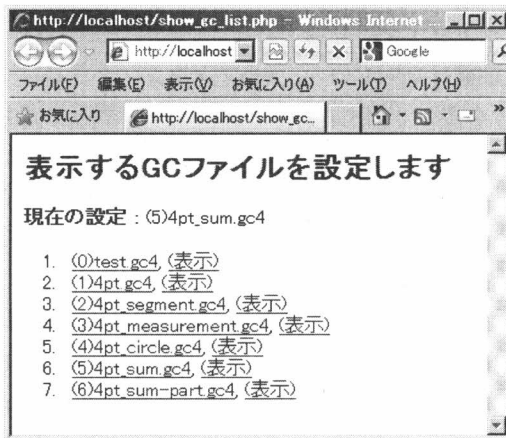 http://localhost/show_gc_list.php - Windows Internet ...
http://localhost
Google
ファイル(F) 編集(E) 表示(V) お気に入り(A) ツール(T) ヘルプ(H)
お気に入り http://localhost/show_gc...
表示するGCファイルを設定します
現在の設定：(5)4pt_sum.gc4
1. (0)test.gc4, (表示)
2. (1)4pt.gc4, (表示)
3. (2)4pt_segment.gc4, (表示)
4. (3)4pt_measurement.gc4, (表示)
5. (4)4pt_circle.gc4, (表示)
6. (5)4pt_sum.gc4, (表示)
7. (6)4pt_sum-part.gc4, (表示)